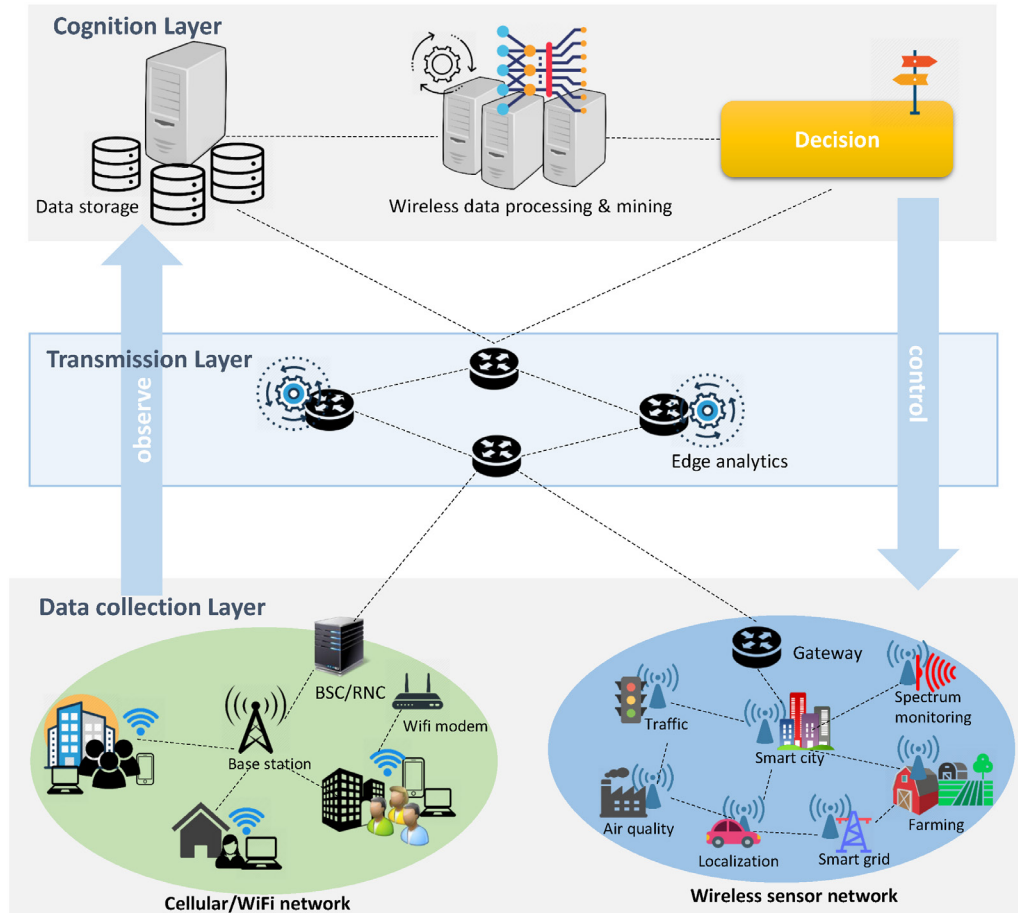 Cognition Layer
Decision
Data storage
Wireless data processing & mining
Transmission Layer
observe
control
Edge analytics
Data collection Layer
BSC/RNC
Wifi modem
Base station
Gateway
Spectrum
monitoring
Traffic
Smart city
Air quality
Farming
Localization
Smart grid
Cellular/WiFi network
Wireless sensor network